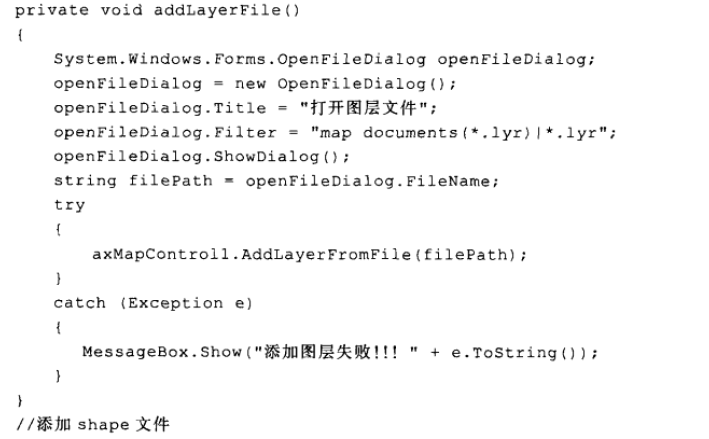 private void addLayerFile()
{
System.Windows.Forms.OpenFileDialog openFileDialog;
openFileDialog = new OpenFileDialog();
openFileDialog.Title = "打开图层文件";
openFileDialog.Filter = "map documents(*.lyr)|*.lyr";
openFileDialog.ShowDialog();
string filePath = openFileDialog.FileName;
try
{
axMapControl1.AddLayerFromFile(filePath);
}
catch (Exception e)
{
MessageBox.Show("添加图层失败!!! " + e.ToString());
}
}
//添加 shape 文件